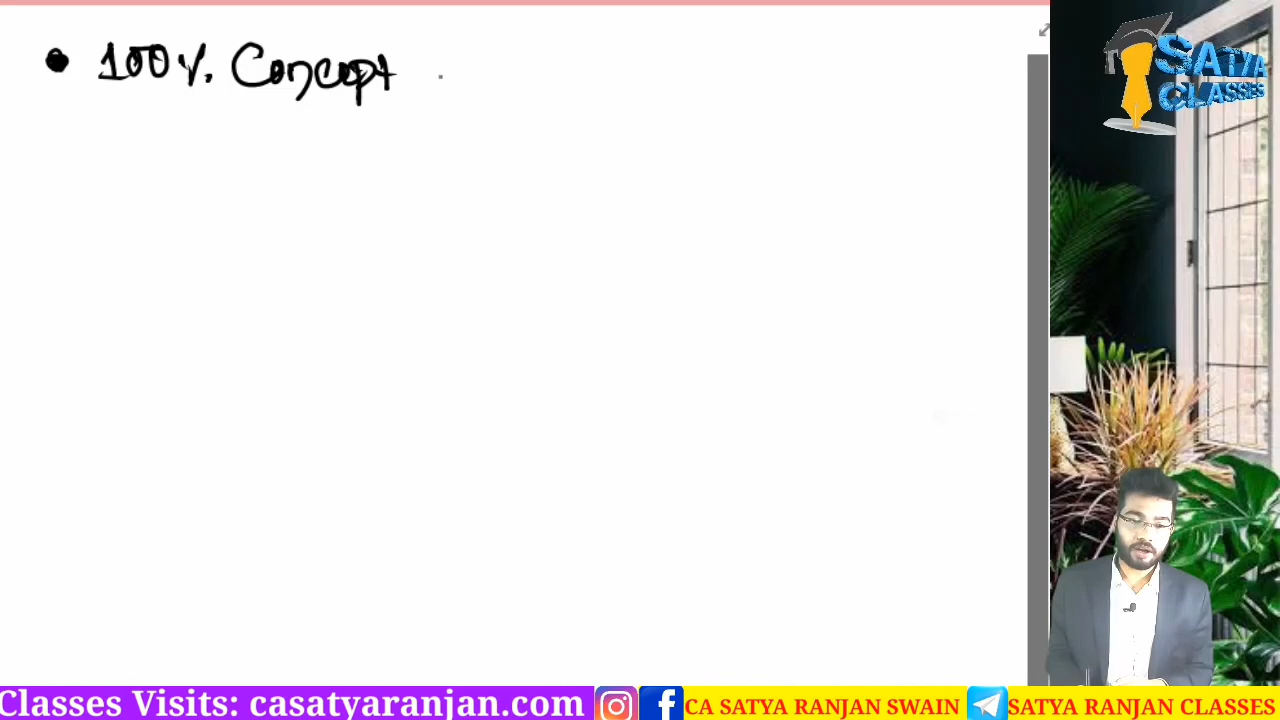 • 100%. Concept
SATYA
CLASSES
Classes Visits: casatyaranjan.com
CA SATYA RANJAN SWAIN
SATYA RANJAN CLASSES